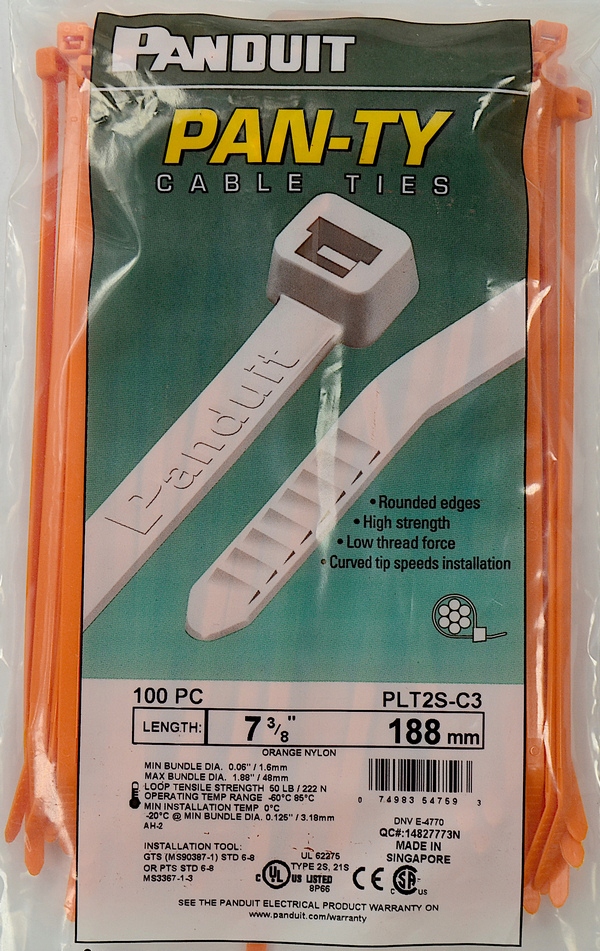 PANDUIT
PAN-TY
CABLE TIES
Panduit
• Rounded edges
• High strength
• Low thread force
• Curved tip speeds installation
100 PC PLT2S-C3
LENGTH: 7 3/8" 188 mm
ORANGE NYLON
MIN BUNDLE DIA. 0.06" / 1.6mm
MAX BUNDLE DIA. 1.88" / 48mm
LOOP TENSILE STRENGTH 50 LB / 222 N
OPERATING TEMP RANGE -60°C 85°C
MIN INSTALLATION TEMP 0°C
-20°C @ MIN BUNDLE DIA. 0.125" / 3.18mm
AH-2
0 74983 54759 3
DNV E-4770
QC#:14827773N
MADE IN
SINGAPORE
INSTALLATION TOOL:
GTS (MS90387-1) STD 6-8
OR PTS STD 6-8
MS3367-1-3
UL 62275
TYPE 2S, 21S
C UL US LISTED
8P66
CE
C SA US
SEE THE PANDUIT ELECTRICAL PRODUCT WARRANTY ON
www.panduit.com/warranty